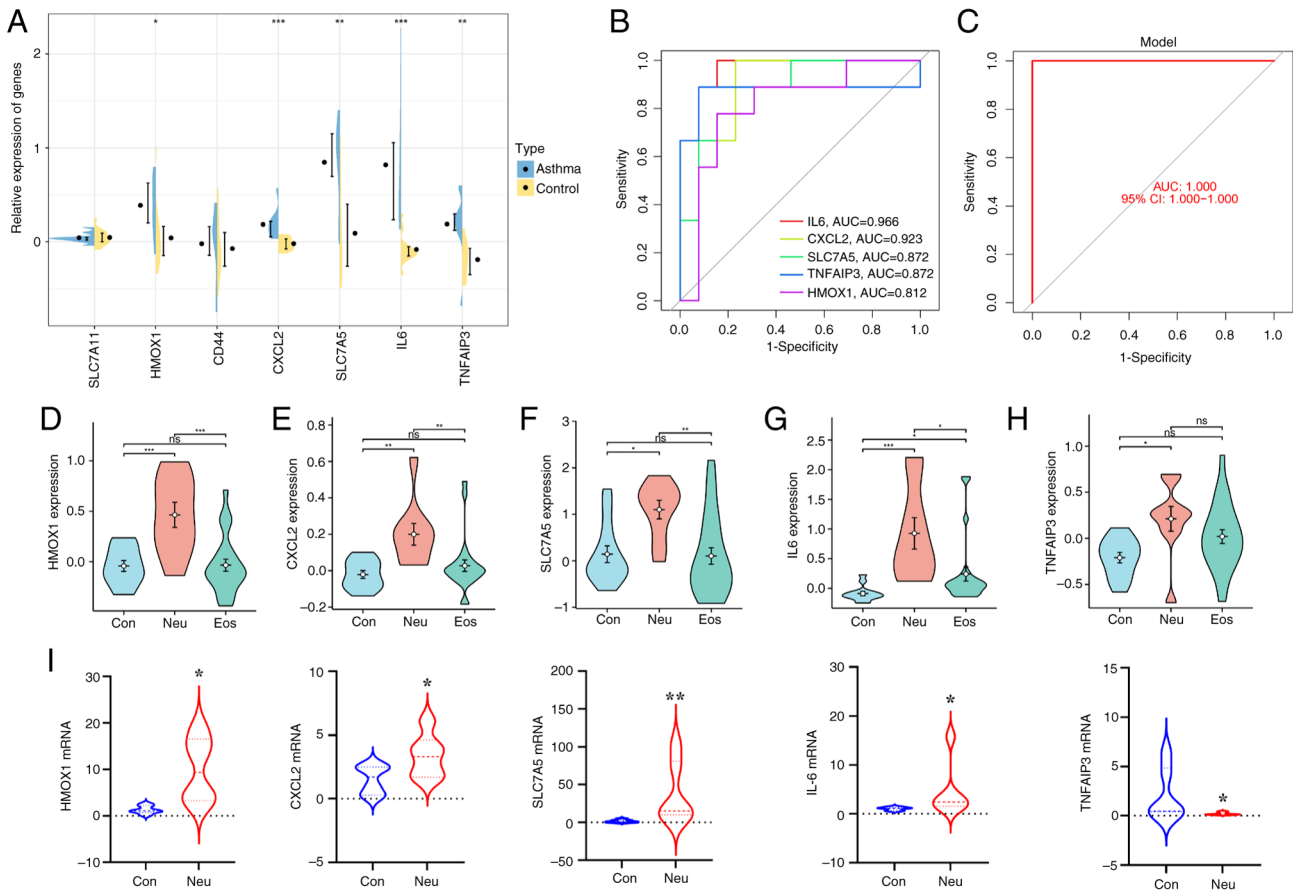 A
Relative expression of genes
2
1
0
* *** ** *** **
SLC7A11
HMOX1
CD44
CXCL2
SLC7A5
IL6
TNFAIP3
Type
Asthma
Control
B
Sensitivity
1.0
0.8
0.6
0.4
0.2
0.0
IL6, AUC=0.966
CXCL2, AUC=0.923
SLC7A5, AUC=0.872
TNFAIP3, AUC=0.872
HMOX1, AUC=0.812
0.0 0.2 0.4 0.6 0.8 1.0
1-Specificity
C
Model
Sensitivity
1.0
0.8
0.6
0.4
0.2
0.0
AUC: 1.000
95% CI: 1.000−1.000
0.0 0.2 0.4 0.6 0.8 1.0
1-Specificity
D
HMOX1 expression
1.0
0.5
0.0
***
ns
***
Con Neu Eos
E
CXCL2 expression
0.8
0.6
0.4
0.2
0.0
−0.2
**
ns
**
Con Neu Eos
F
SLC7A5 expression
3
2
1
0
−1
**
ns
*
Con Neu Eos
G
IL6 expression
2.5
2.0
1.5
1.0
0.5
0.0
*
*
***
Con Neu Eos
H
TNFAIP3 expression
1.0
0.5
0.0
−0.5
ns
ns
*
Con Neu Eos
I
HMOX1 mRNA
30
20
10
0
−10
*
Con Neu
CXCL2 mRNA
10
5
0
−5
*
Con Neu
SLC7A5 mRNA
200
150
100
50
0
−50
**
Con Neu
IL-6 mRNA
30
20
10
0
−10
*
Con Neu
TNFAIP3 mRNA
15
10
5
0
−5
*
Con Neu